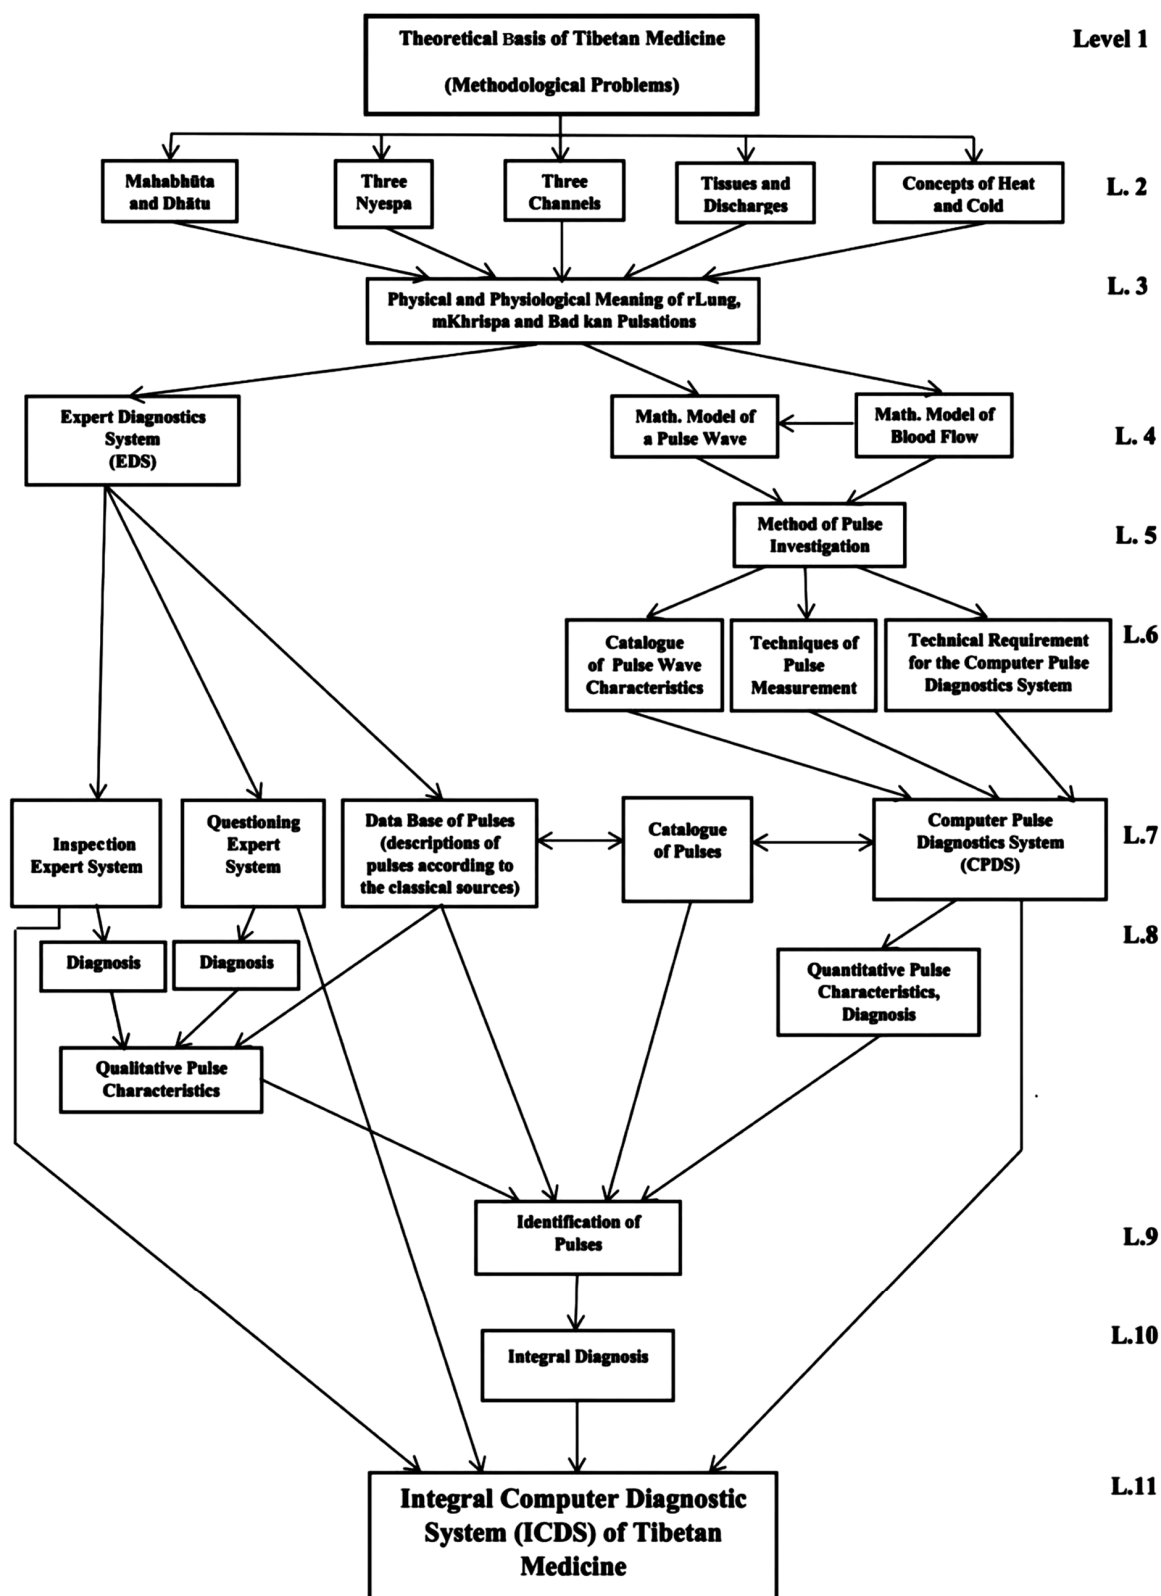 Theoretical Basis of Tibetan Medicine
(Methodological Problems)
Level 1
Mahabhūta
and Dhātu
Three
Nyespa
Three
Channels
Tissues and
Discharges
Concepts of Heat
and Cold
L. 2
Physical and Physiological Meaning of rLung,
mKhrispa and Bad kan Pulsations
L. 3
Expert Diagnostics
System
(EDS)
Math. Model of
a Pulse Wave
Math. Model of
Blood Flow
L. 4
Method of Pulse
Investigation
L. 5
Catalogue
of Pulse Wave
Characteristics
Techniques of
Pulse
Measurement
Technical Requirement
for the Computer Pulse
Diagnostics System
L.6
Inspection
Expert System
Questioning
Expert
System
Data Base of Pulses
(descriptions of
pulses according to
the classical sources)
Catalogue
of Pulses
Computer Pulse
Diagnostics System
(CPDS)
L.7
Diagnosis
Diagnosis
Quantitative Pulse
Characteristics,
Diagnosis
L.8
Qualitative Pulse
Characteristics
Identification of
Pulses
L.9
Integral Diagnosis
L.10
Integral Computer Diagnostic
System (ICDS) of Tibetan
Medicine
L.11